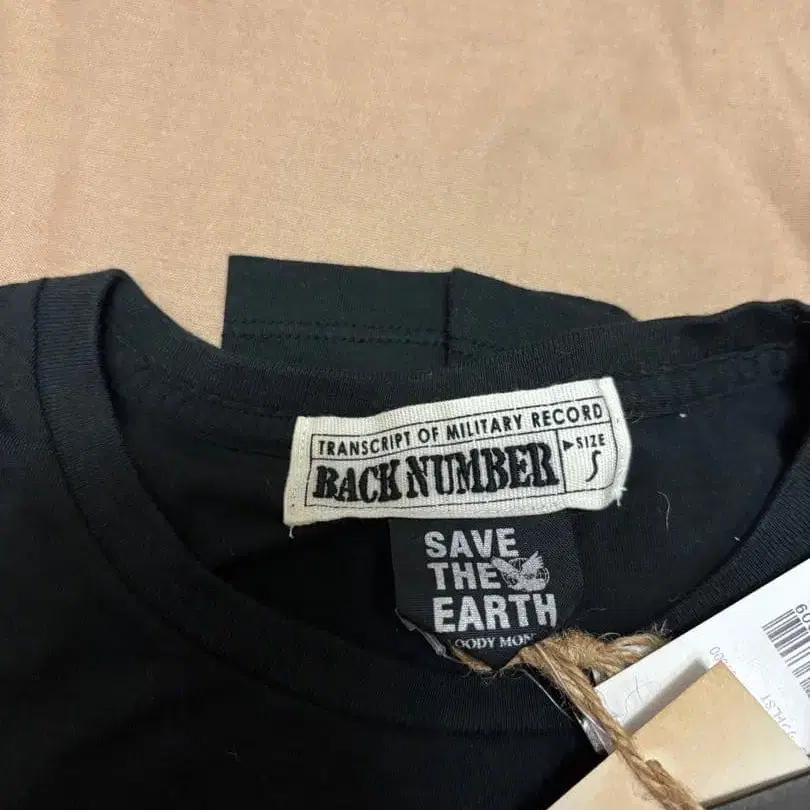 TRANSCRIPT OF MILITARY RECORD
BACK NUMBER
▶SIZE
S
SAVE
THE
EARTH